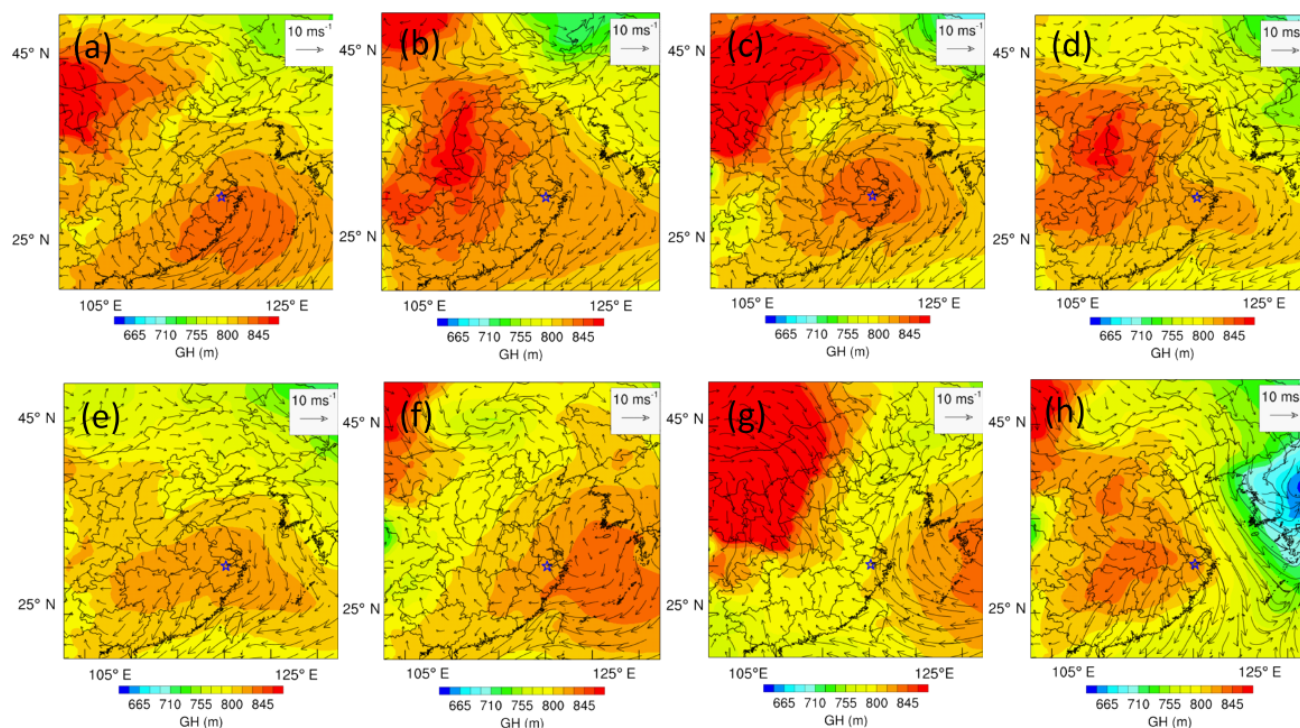 (a) 10 ms-1
(b) 10 ms-1
(c) 10 ms-1
(d) 10 ms
45° N 45° N 45° N 45° N
25° N 25° N 25° N 25° N
105° E 125° E 105° E 125° E 105° E 125° E 105° E 125° E
665 710 755 800 845 665 710 755 800 845 665 710 755 800 845 665 710 755 800 845
GH (m) GH (m) GH (m) GH (m)
(e) 10 ms-1
(f) 10 ms-1
(g) 10 ms-1
(h) 10 ms
45° N 45° N 45° N 45° N
25° N 25° N 25° N 25° N
105° E 125° E 105° E 125° E 105° E 125° E 105° E 125° E
665 710 755 800 845 665 710 755 800 845 665 710 755 800 845 665 710 755 800 845
GH (m) GH (m) GH (m) GH (m)